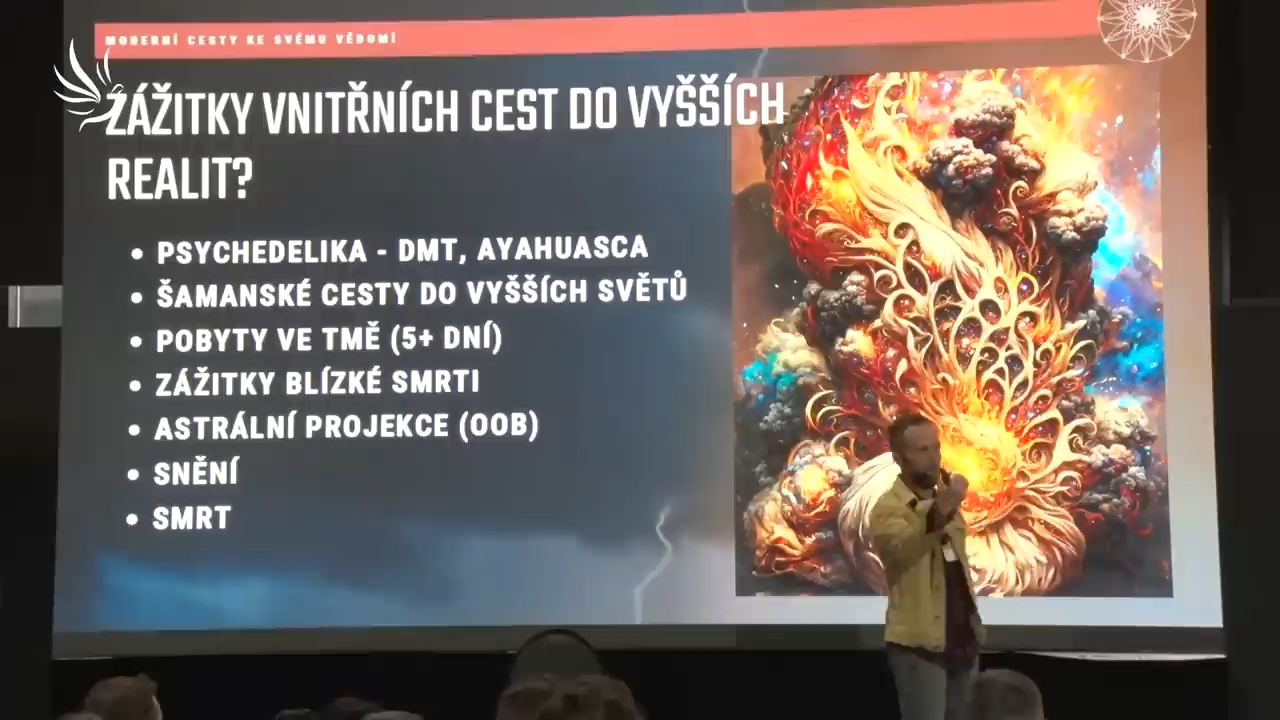 MODERNÍ CESTY KE SVÉMU VĚDOMÍ
ZÁŽITKY VNITŘNÍCH CEST DO VYŠŠÍCH
REALIT?
• PSYCHEDELIKA - DMT, AYAHUASCA
• ŠAMANSKÉ CESTY DO VYŠŠÍCH SVĚTŮ
• POBYTY VE TMĚ (5+ DNÍ)
• ZÁŽITKY BLÍZKÉ SMRTI
• ASTRÁLNÍ PROJEKCE (OOB)
• SNĚNÍ
• SMRT